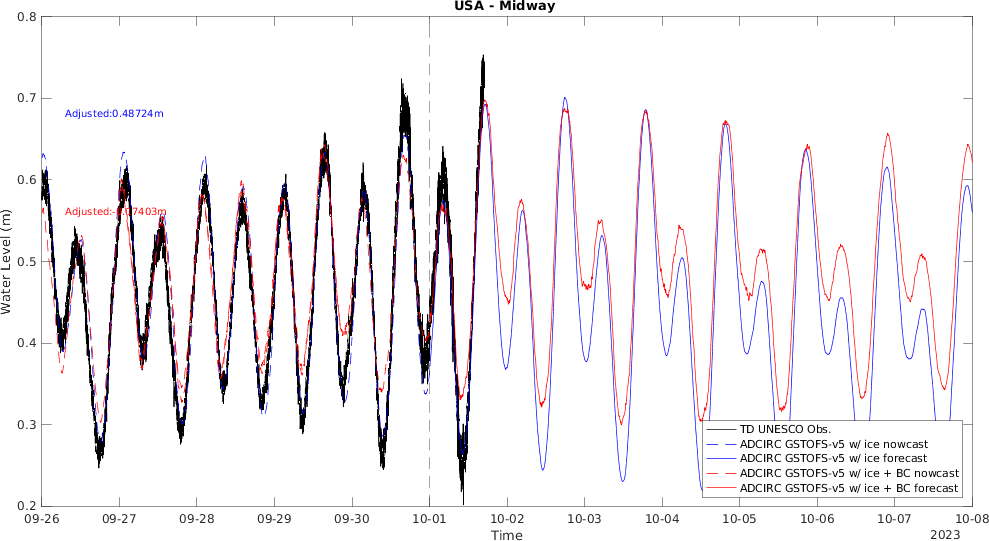 USA - Midway
0.8
0.7
0.6
0.5
0.4
0.3
0.2
Water Level (m)
Adjusted:0.48724m
Adjusted:-0.07403m
TD UNESCO Obs.
ADCIRC GSTOFS-v5 w/ ice nowcast
ADCIRC GSTOFS-v5 w/ ice forecast
ADCIRC GSTOFS-v5 w/ ice + BC nowcast
ADCIRC GSTOFS-v5 w/ ice + BC forecast
09-26 09-27 09-28 09-29 09-30 10-01 10-02 10-03 10-04 10-05 10-06 10-07 10-08
Time
2023